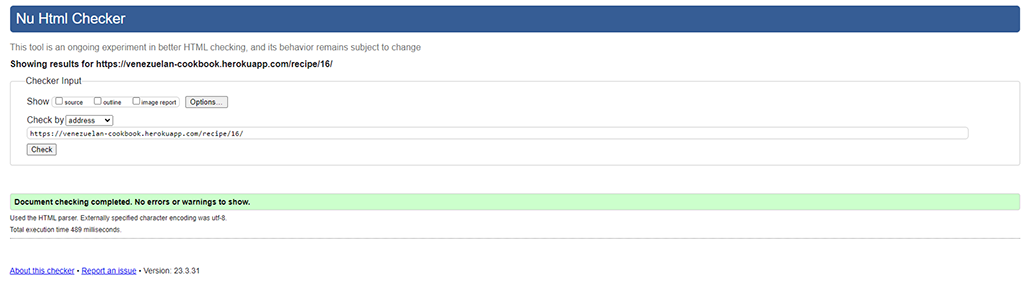 Nu Html Checker
This tool is an ongoing experiment in better HTML checking, and its behavior remains subject to change
Showing results for https://venezuelan-cookbook.herokuapp.com/recipe/16/
Checker Input
Show source outline image report Options...
Check by address
https://venezuelan-cookbook.herokuapp.com/recipe/16/
Check
Document checking completed. No errors or warnings to show.
Used the HTML parser. Externally specified character encoding was utf-8.
Total execution time 489 milliseconds.
About this checker • Report an issue • Version: 23.3.31